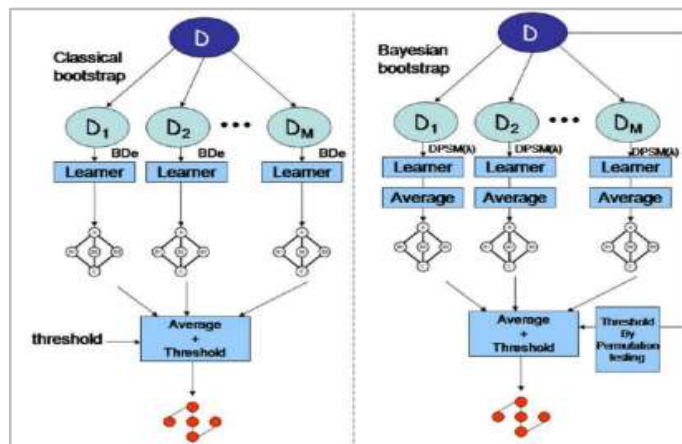 D
Classical
bootstrap
D1
D2
•••
DM
BDe
BDe
BDe
Learner
Learner
Learner
threshold
Average
+
Threshold
D
Bayesian
bootstrap
D1
D2
•••
DM
DPSM(λ)
DPSM(λ)
DPSM(λ)
Learner
Learner
Learner
Average
Average
Average
Average
+
Threshold
Threshold
By
Permutation
testing